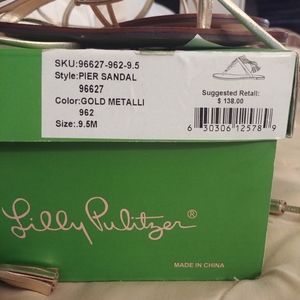 SKU:96627-962-9.5
Style:PIER SANDAL
96627
Color:GOLD METALLI
962
Size:.9.5M
Suggested Retail:
$ 138.00
6 30306 12578 9
Lilly Pulitzer®
MADE IN CHINA